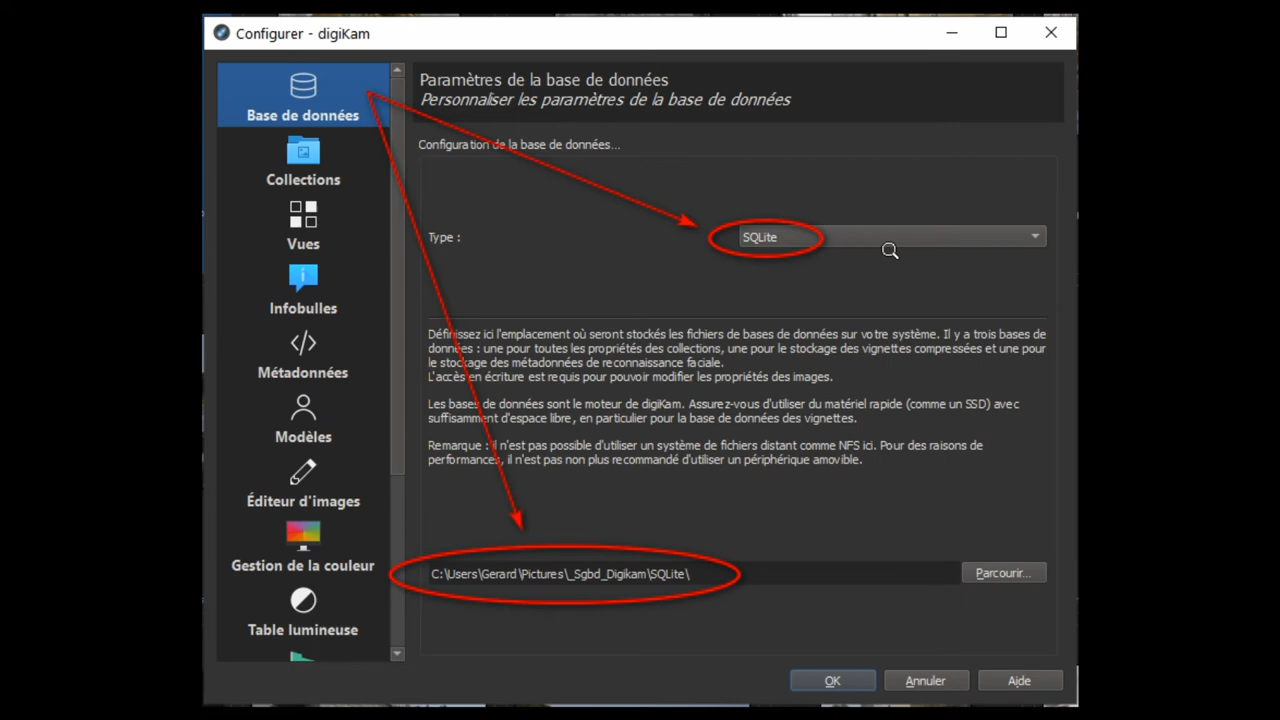 Configurer - digiKam
Base de données
Collections
Vues
Infobulles
Métadonnées
Modèles
Éditeur d'images
Gestion de la couleur
Table lumineuse
Paramètres de la base de données
Personnaliser les paramètres de la base de données
Configuration de la base de données...
Type :
SQLite
Définissez ici l'emplacement où seront stockés les fichiers de bases de données sur votre système. Il y a trois bases de
données : une pour toutes les propriétés des collections, une pour le stockage des vignettes compressées et une pour
le stockage des métadonnées de reconnaissance faciale.
L'accès en écriture est requis pour pouvoir modifier les propriétés des images.
Les bases de données sont le moteur de digiKam. Assurez-vous d'utiliser du matériel rapide (comme un SSD) avec
suffisamment d'espace libre, en particulier pour la base de données des vignettes.
Remarque : il n'est pas possible d'utiliser un système de fichiers distant comme NFS ici. Pour des raisons de
performances, il n'est pas non plus recommandé d'utiliser un périphérique amovible.
C:\Users\Gerard\Pictures\_Sgbd_Digikam\SQLite\
Parcourir...
OK
Annuler
Aide